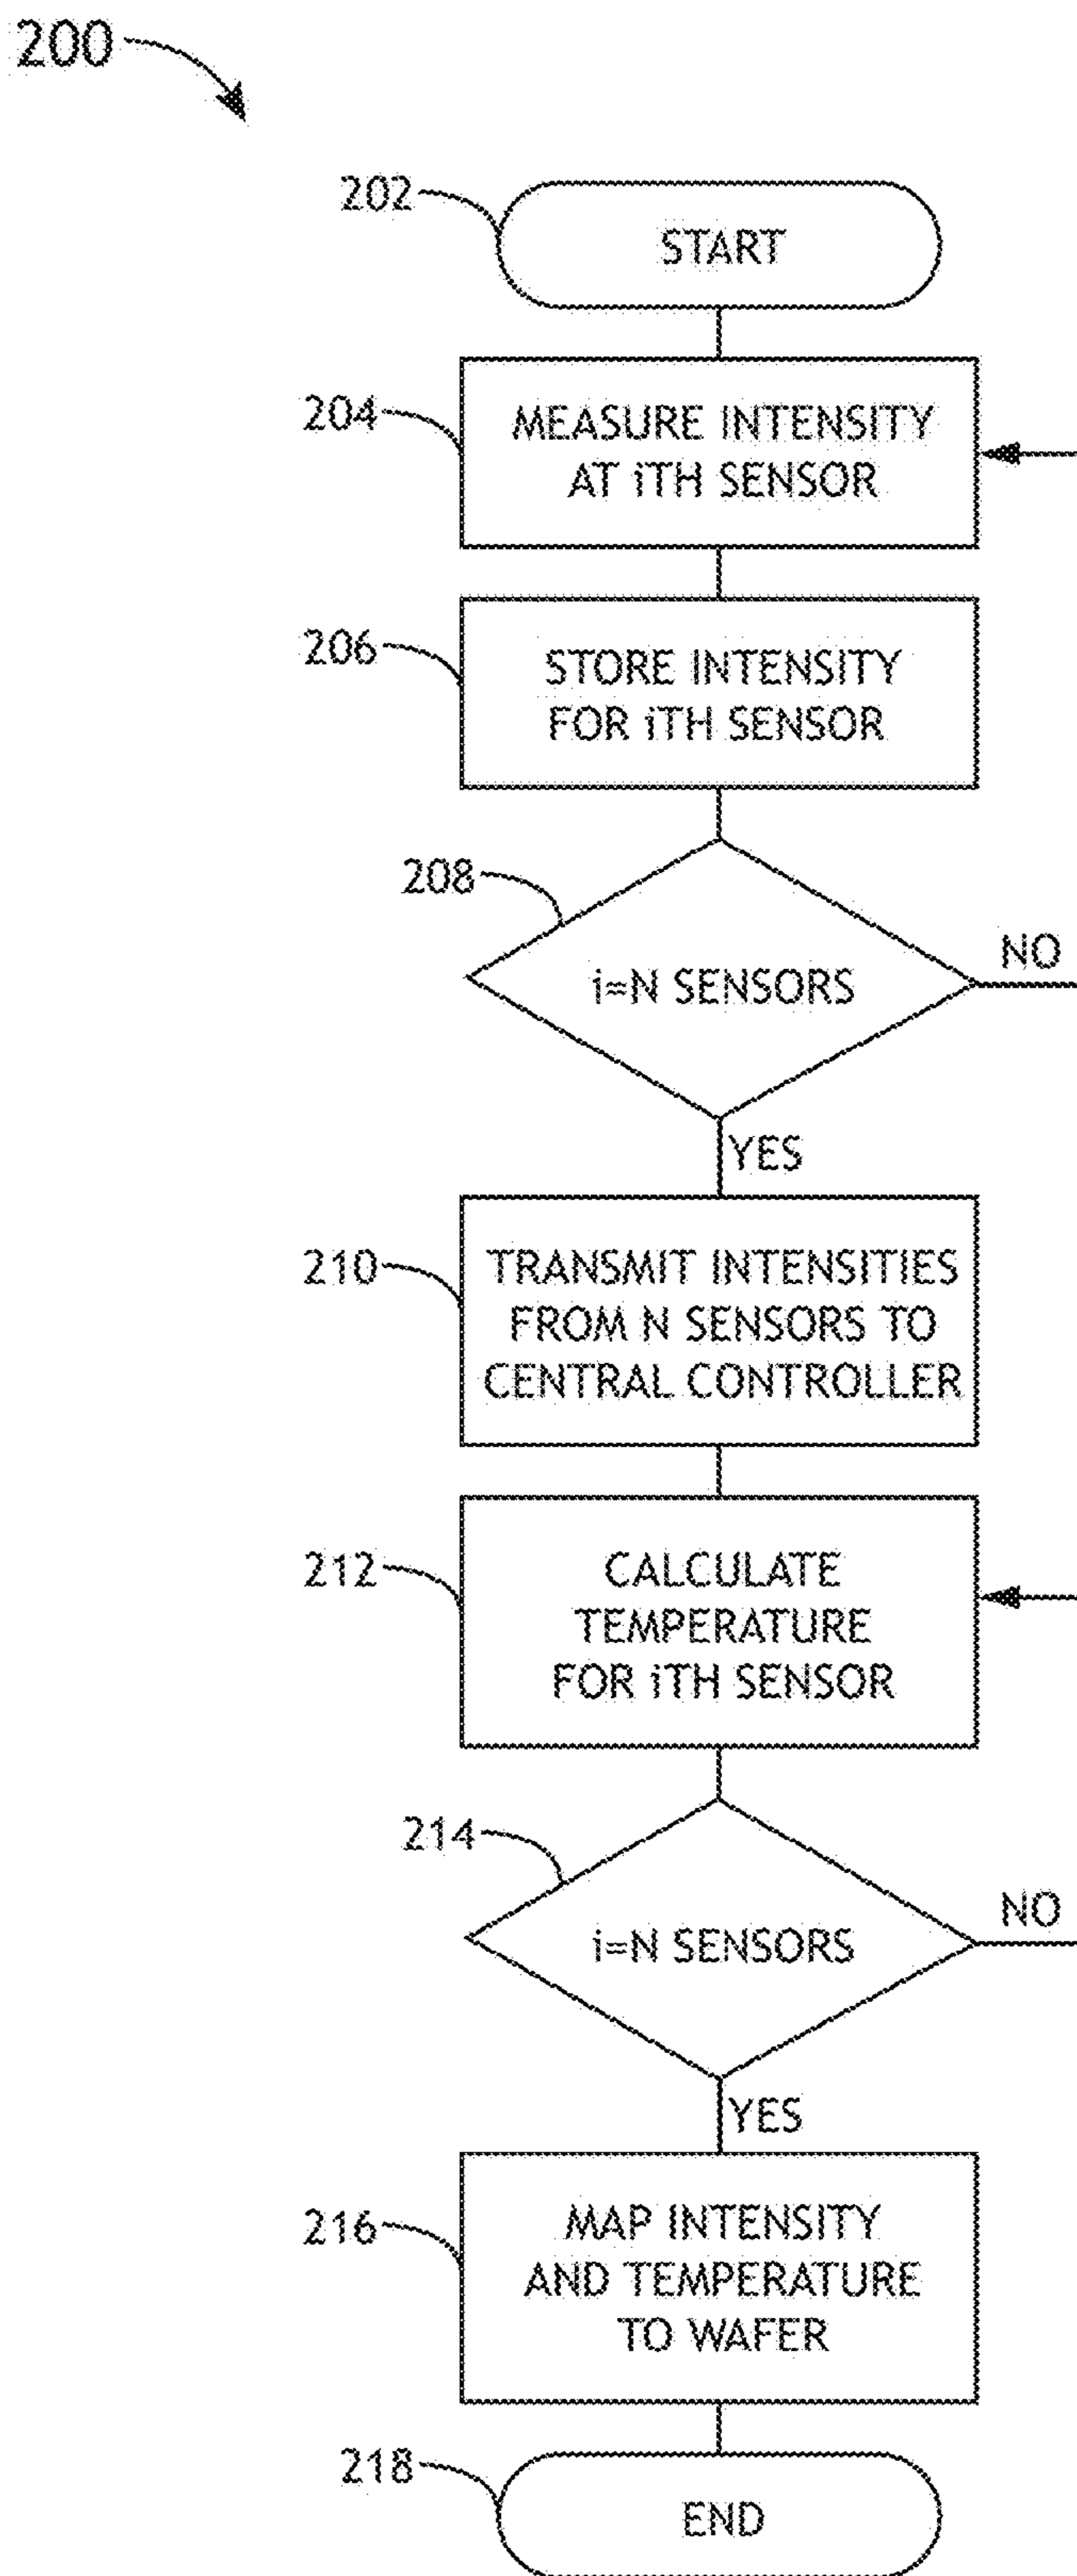 200
202
START
204
MEASURE INTENSITY
AT iTH SENSOR
206
STORE INTENSITY
FOR iTH SENSOR
208
i=N SENSORS
NO
YES
210
TRANSMIT INTENSITIES
FROM N SENSORS TO
CENTRAL CONTROLLER
212
CALCULATE
TEMPERATURE
FOR iTH SENSOR
214
i=N SENSORS
NO
YES
216
MAP INTENSITY
AND TEMPERATURE
TO WAFER
218
END